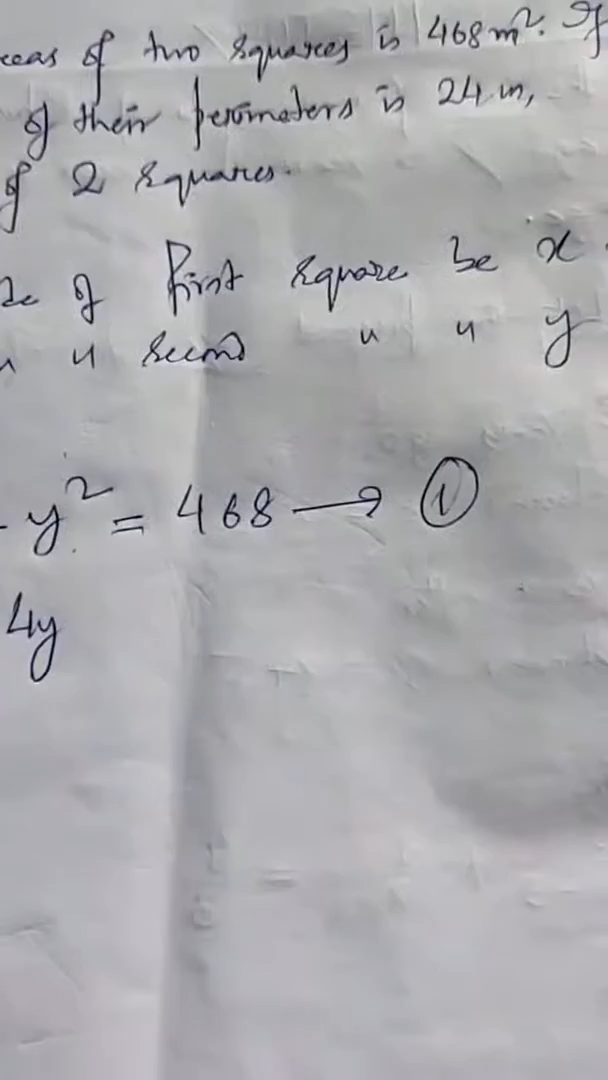 eas of two squares is 468 m². If
of their perimeters is 24 m,
of 2 squares.
de of first square be x
" second " " y
- y² = 468 → ①
4y